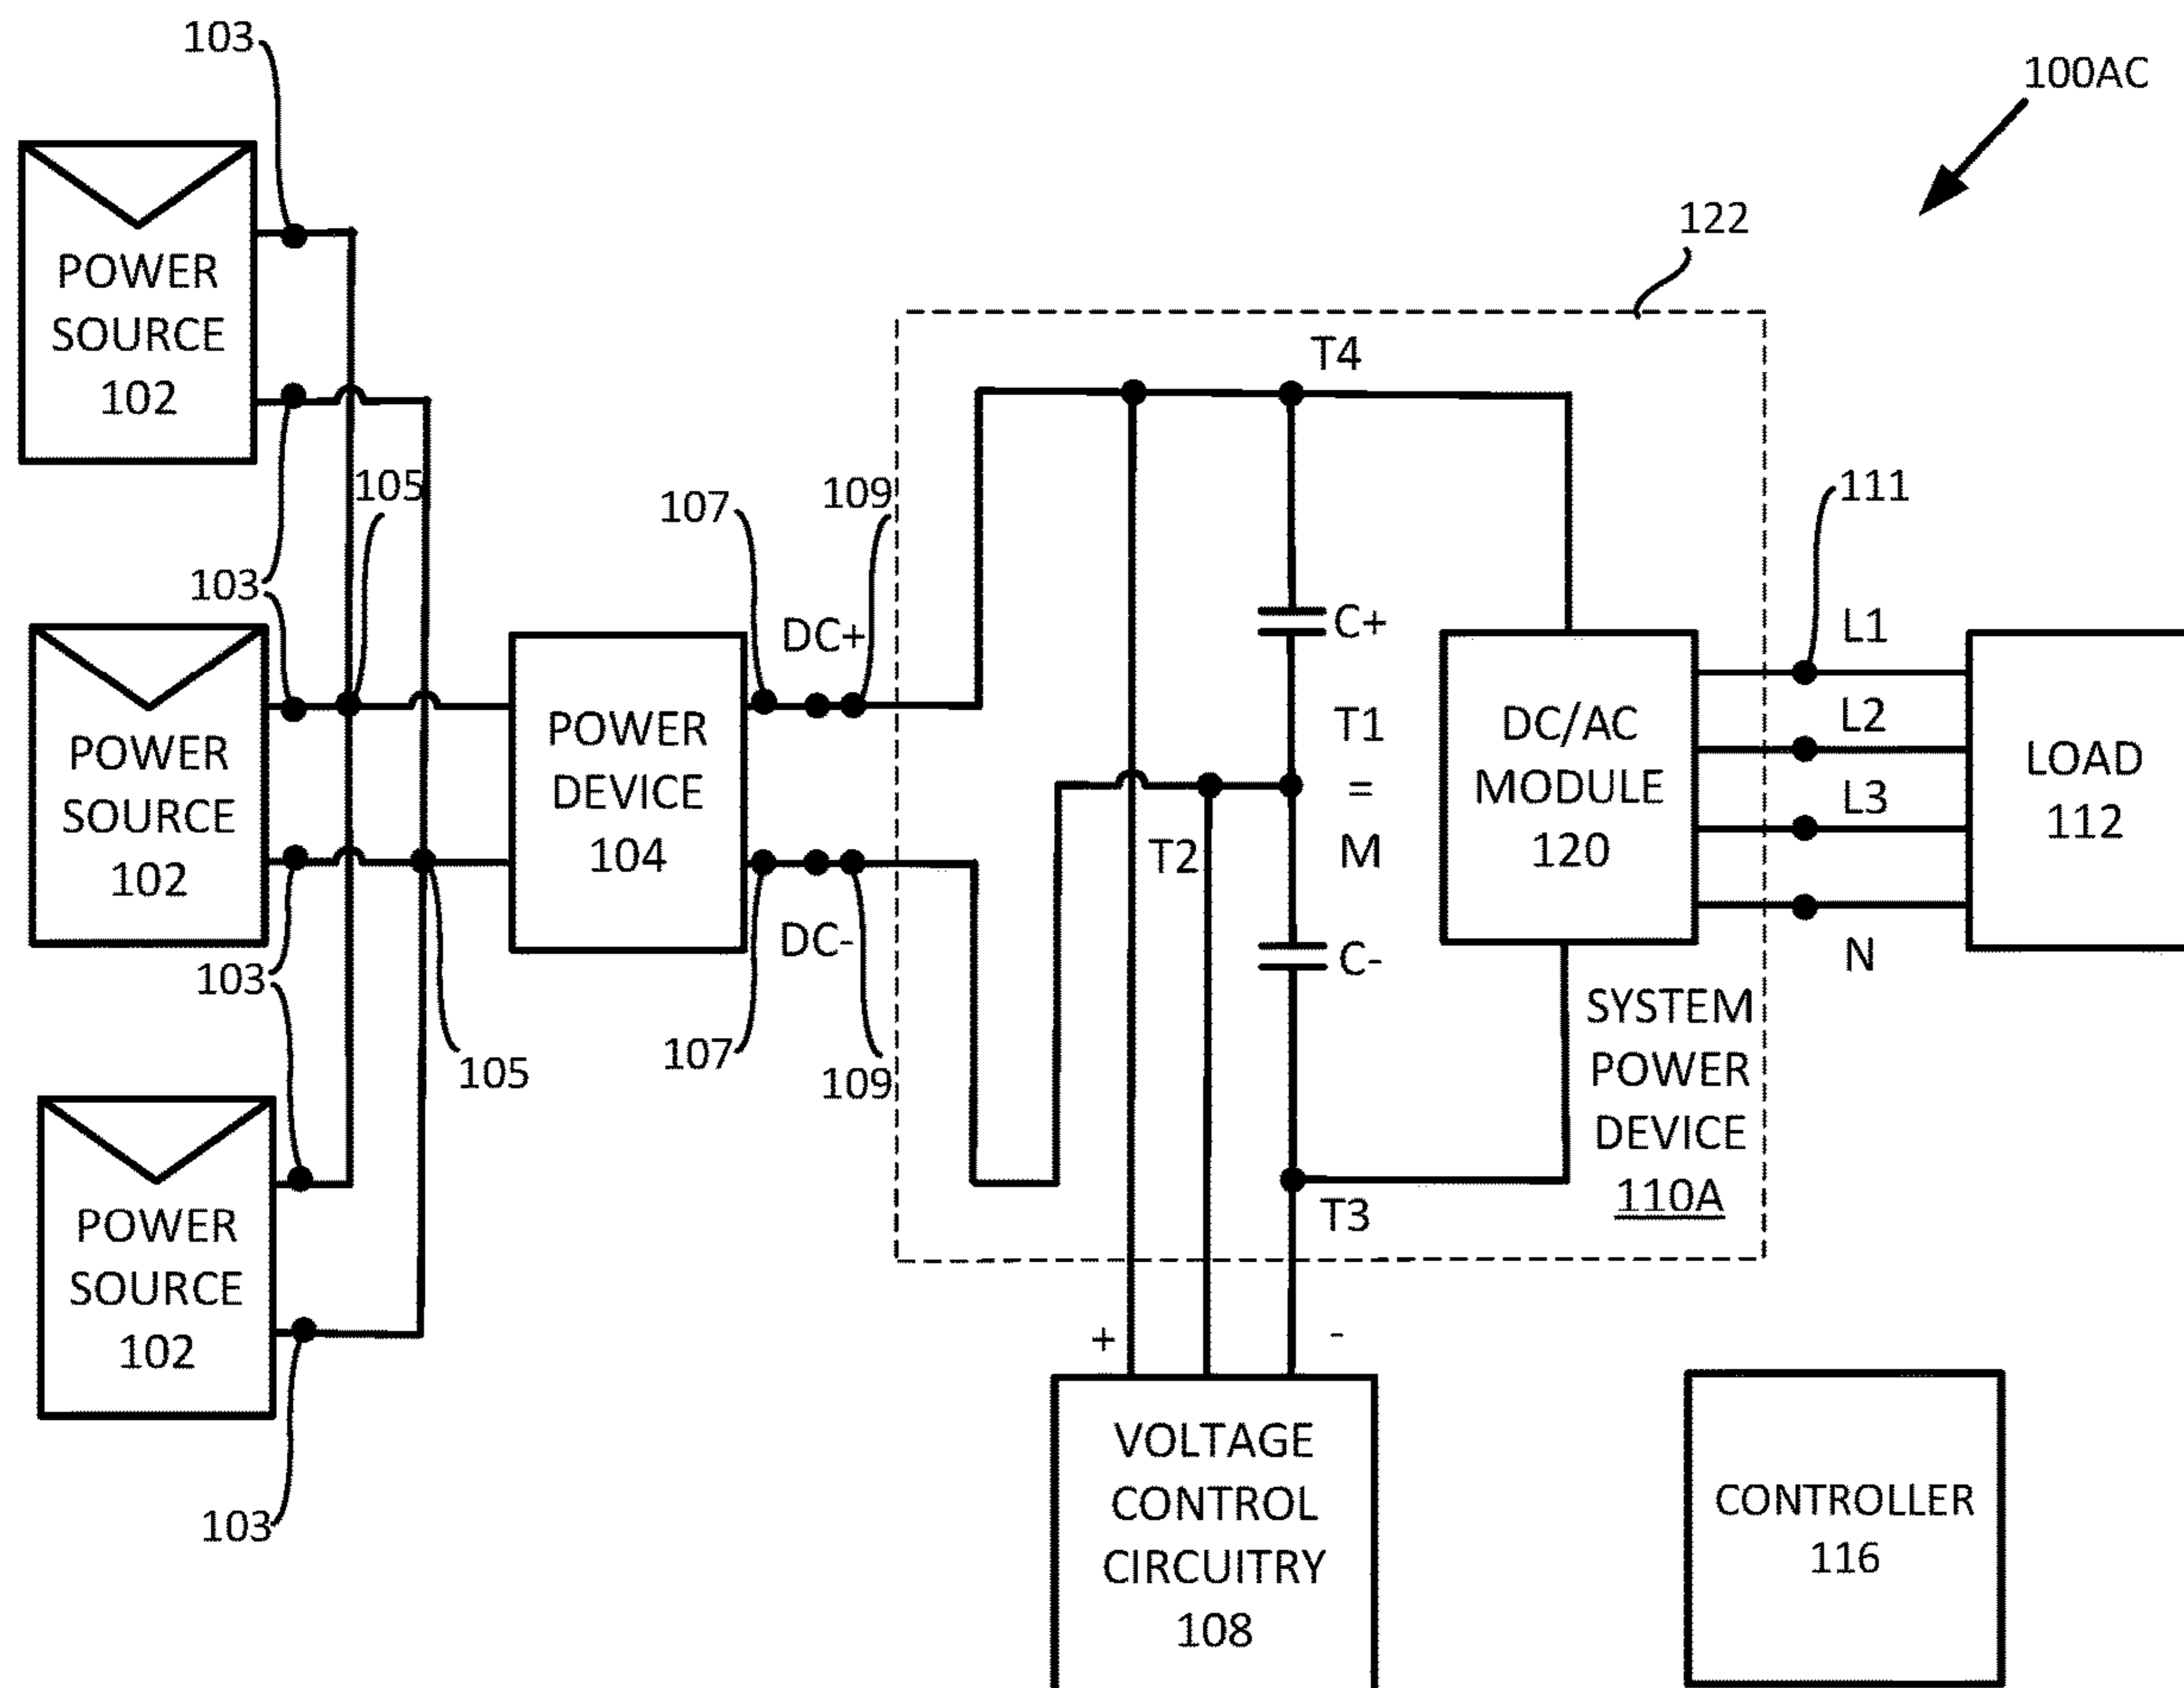 103
100AC
122
POWER
SOURCE
102
T4
105
107
109
111
103
DC+
C+
L1
POWER
SOURCE
102
POWER
DEVICE
104
T1
=
M
T2
DC/AC
MODULE
120
L2
L3
LOAD
112
DC-
C-
N
103
107
109
105
SYSTEM
POWER
DEVICE
110A
T3
POWER
SOURCE
102
+
-
103
VOLTAGE
CONTROL
CIRCUITRY
108
CONTROLLER
116